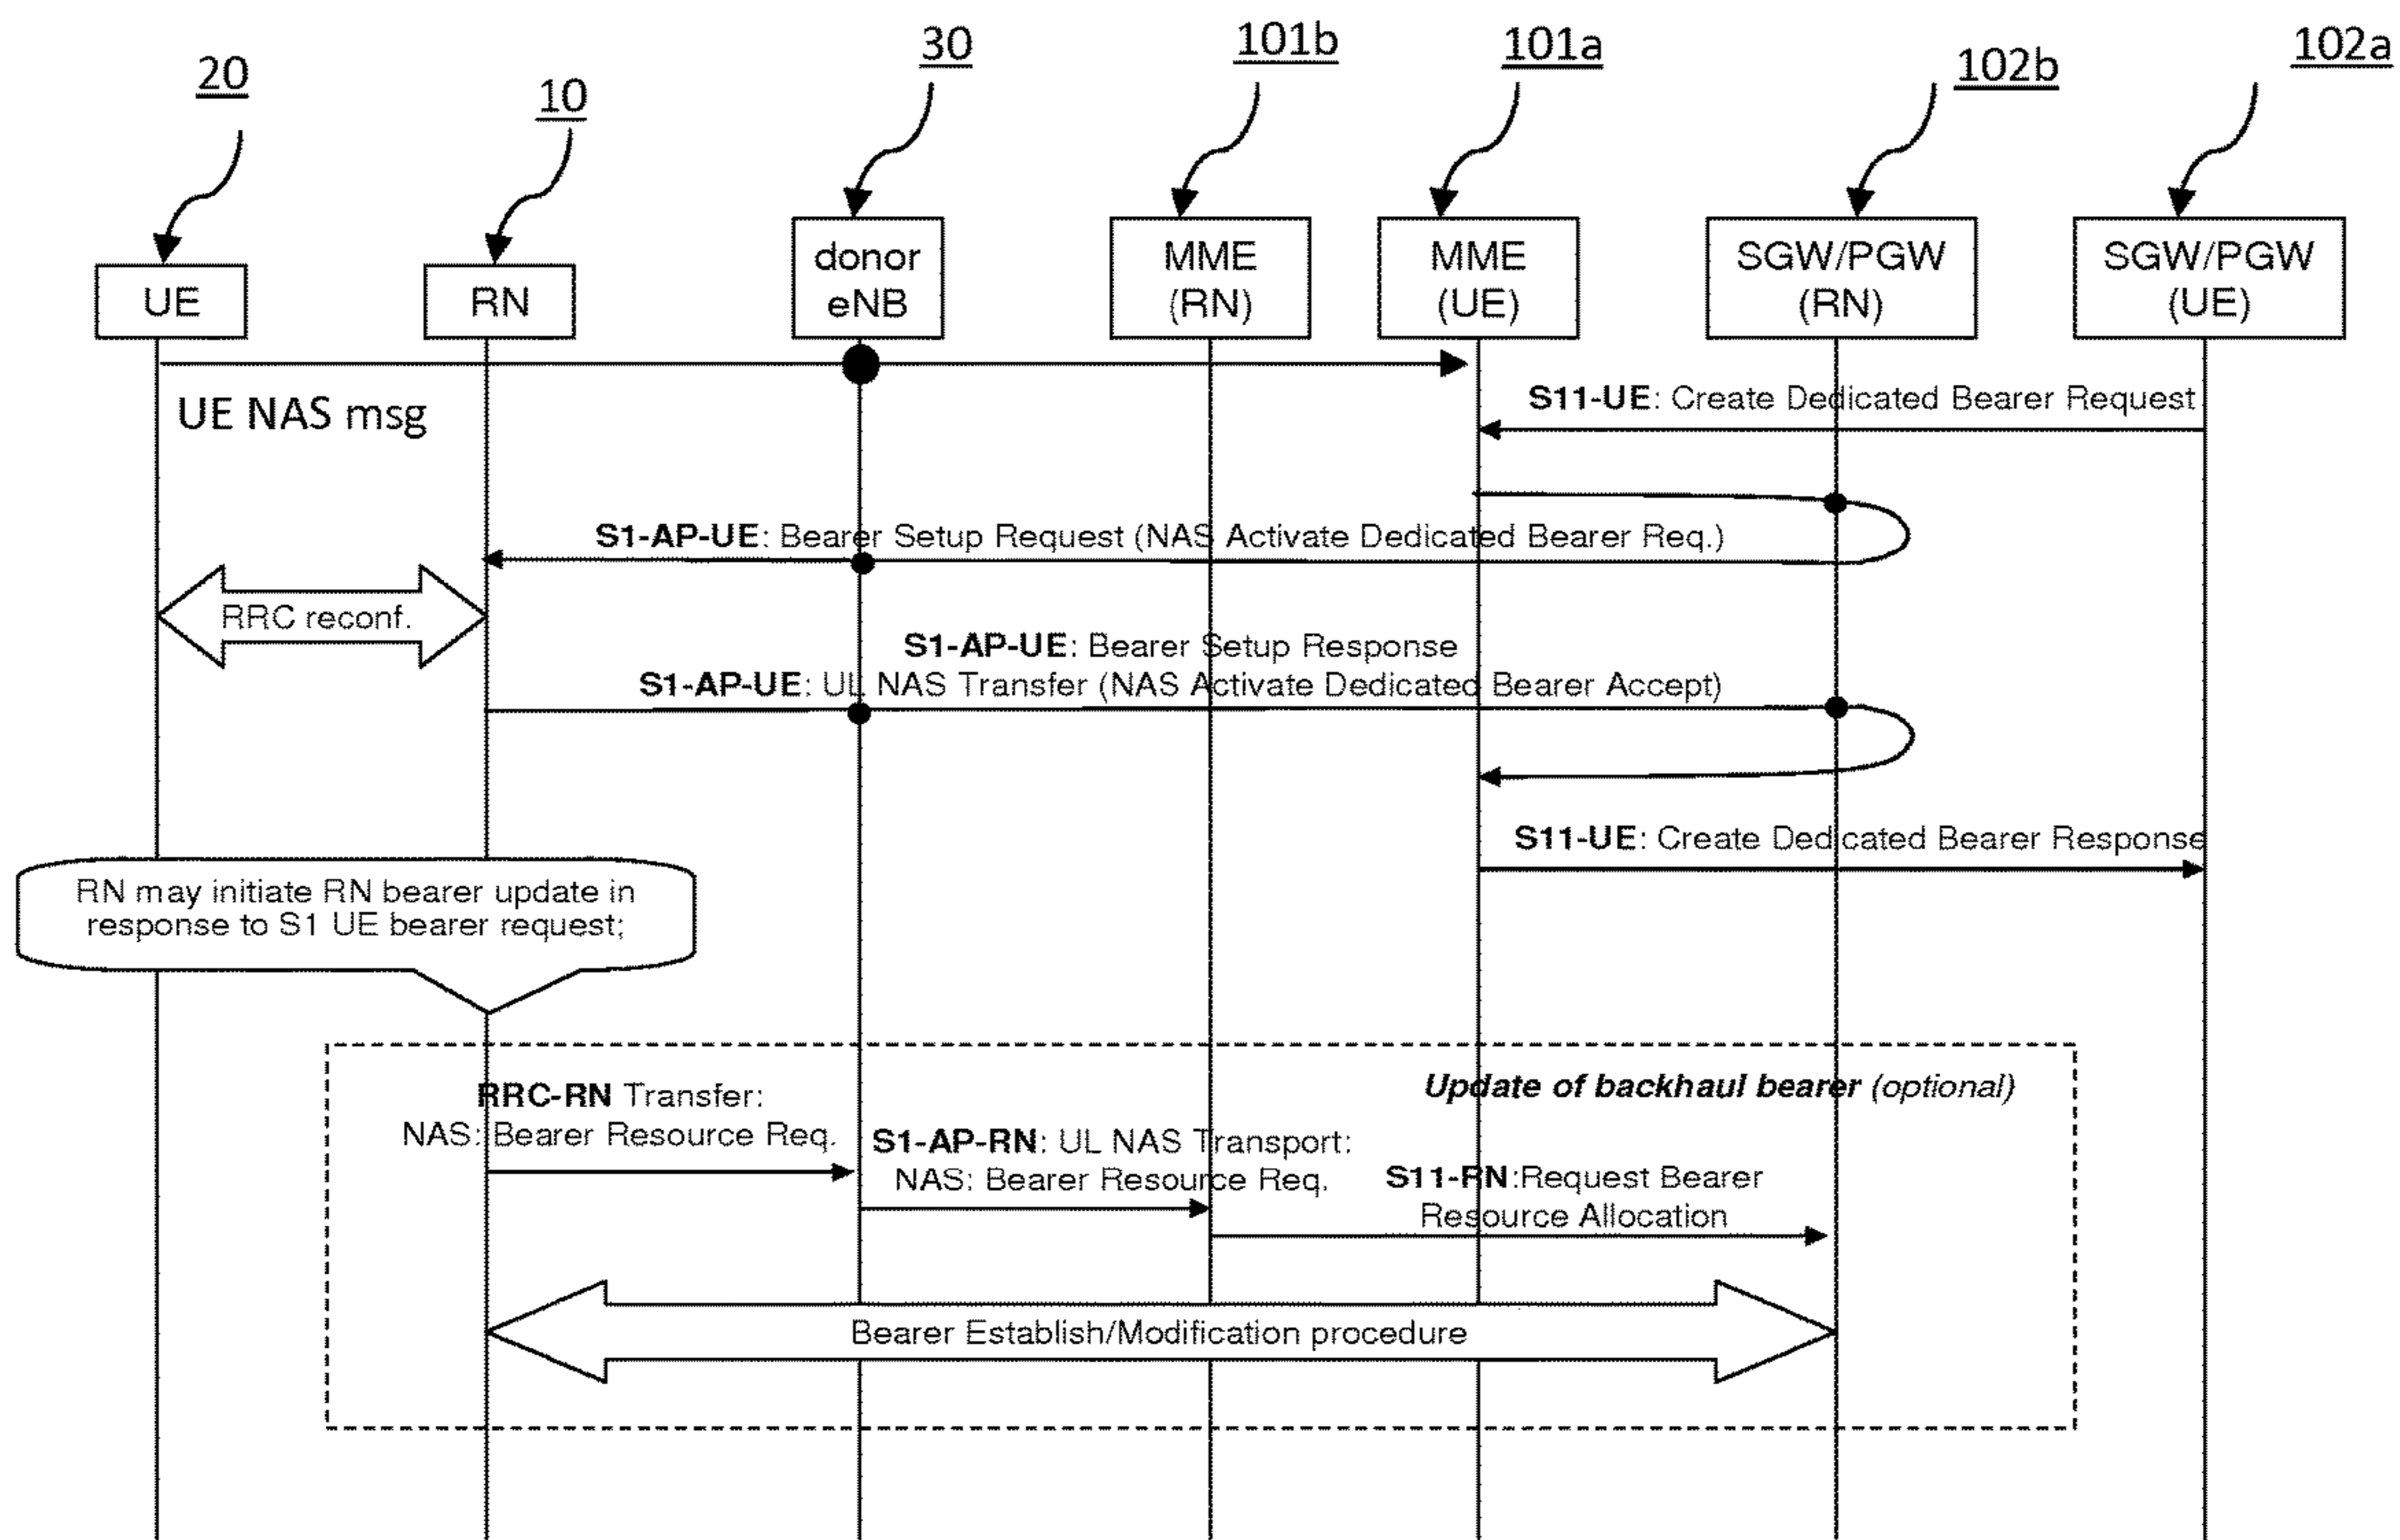 20
10
30
101b
101a
102b
102a
UE
RN
donor
eNB
MME
(RN)
MME
(UE)
SGW/PGW
(RN)
SGW/PGW
(UE)
UE NAS msg
S11-UE: Create Dedicated Bearer Request
S1-AP-UE: Bearer Setup Request (NAS Activate Dedicated Bearer Req.)
RRC reconf.
S1-AP-UE: Bearer Setup Response
S1-AP-UE: UL NAS Transfer (NAS Activate Dedicated Bearer Accept)
S11-UE: Create Dedicated Bearer Response
RN may initiate RN bearer update in
response to S1 UE bearer request;
Update of backhaul bearer (optional)
RRC-RN Transfer:
NAS: Bearer Resource Req.
S1-AP-RN: UL NAS Transport:
NAS: Bearer Resource Req.
S11-RN:Request Bearer
Resource Allocation
Bearer Establish/Modification procedure